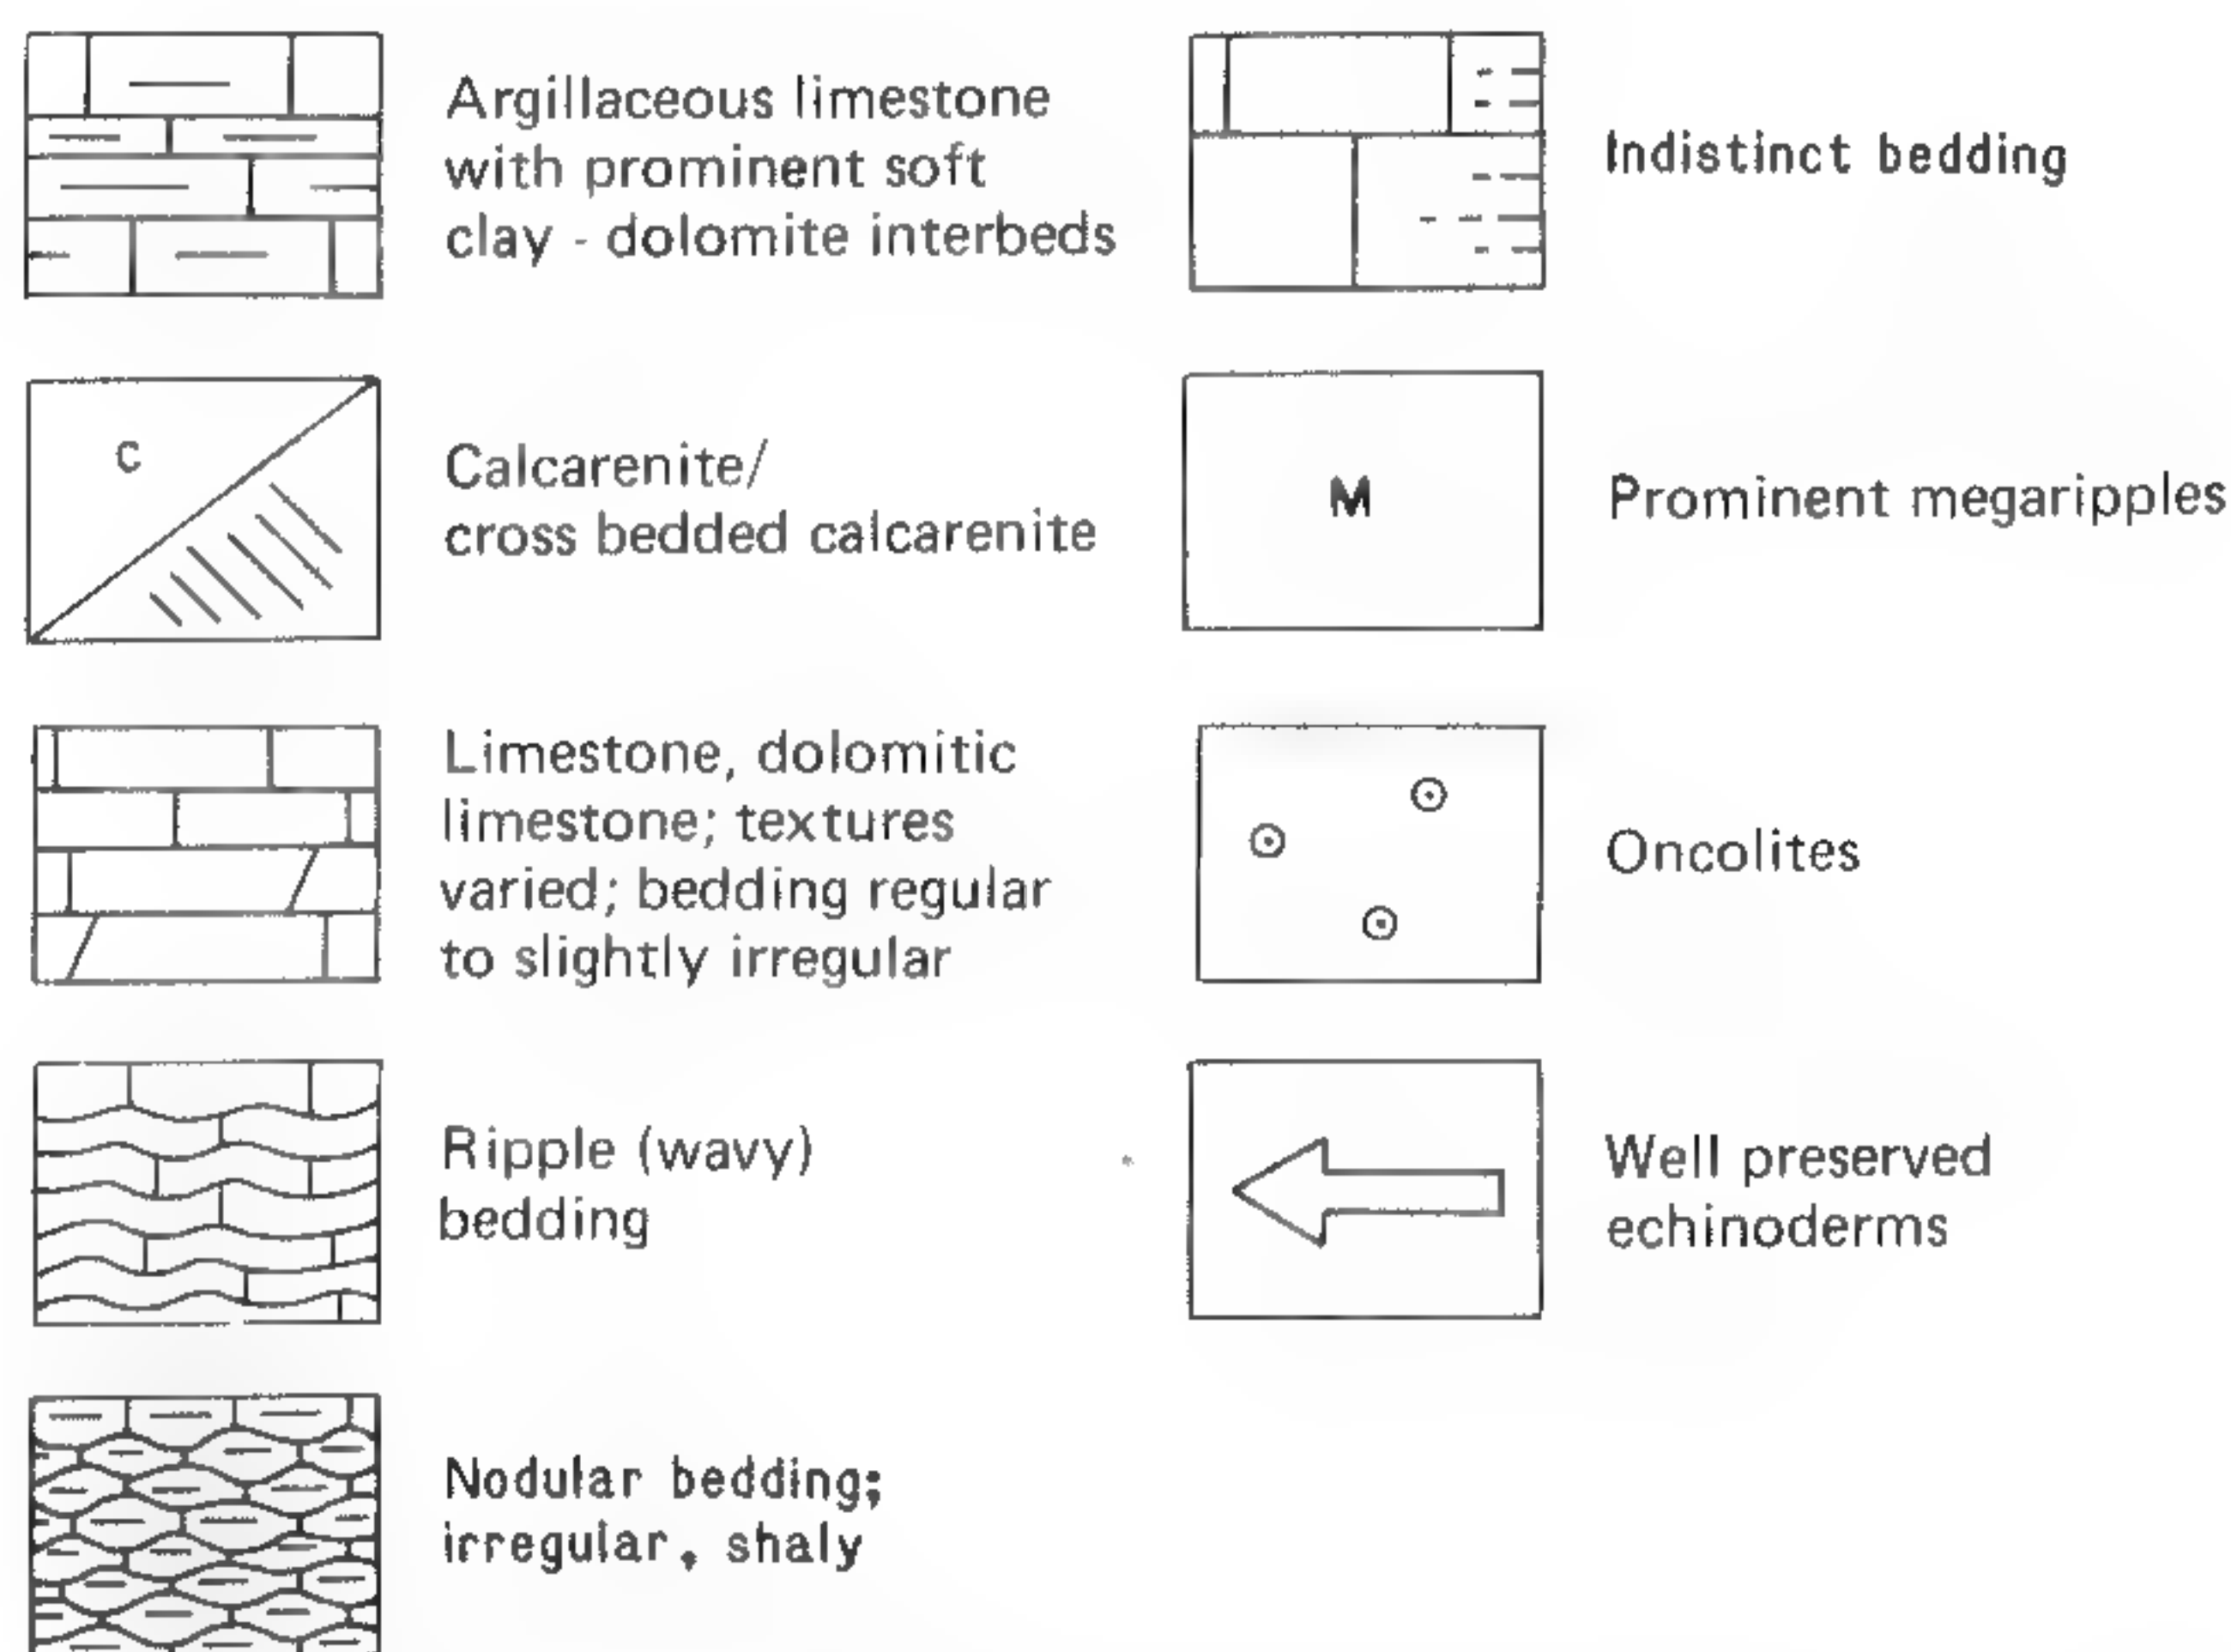 Argillaceous limestone
with prominent soft
clay - dolomite interbeds
C
Calcarenite/
cross bedded calcarenite
Limestone, dolomitic
limestone; textures
varied; bedding regular
to slightly irregular
Ripple (wavy)
bedding
Nodular bedding;
irregular, shaly
Indistinct bedding
M
Prominent megaripples
Oncolites
Well preserved
echinoderms